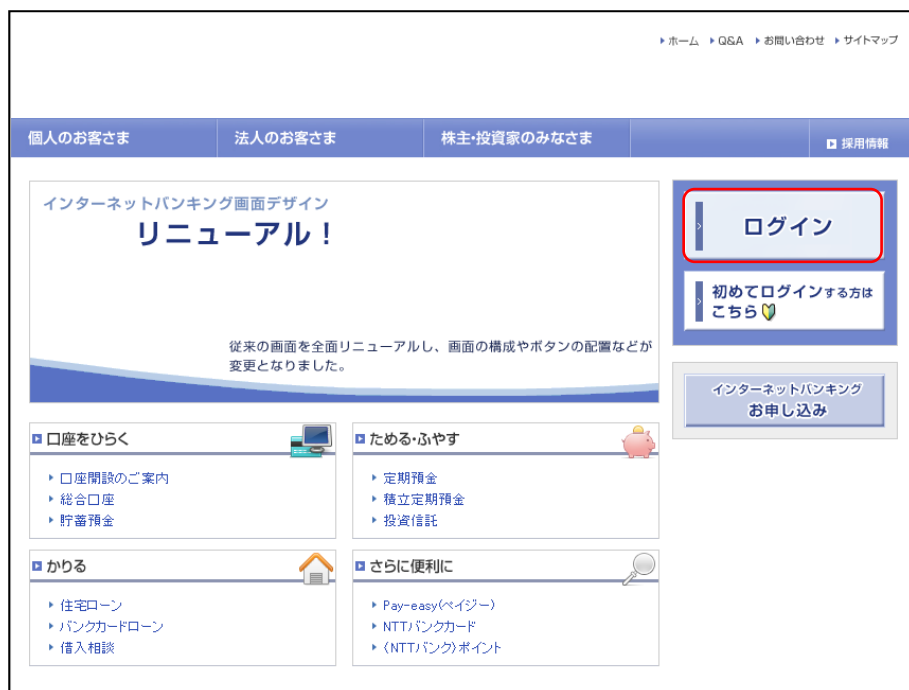 ホーム Q&A お問い合わせ サイトマップ
個人のお客さま 法人のお客さま 株主・投資家のみなさま 採用情報
インターネットバンキング画面デザイン
リニューアル！
従来の画面を全面リニューアルし、画面の構成やボタンの配置などが
変更となりました。
ログイン
初めてログインする方は
こちら
インターネットバンキング
お申し込み
口座をひらく
口座開設のご案内
総合口座
貯蓄預金
ためる・ふやす
定期預金
積立定期預金
投資信託
かりる
住宅ローン
バンクカードローン
借入相談
さらに便利に
Pay-easy(ペイジー)
NTTバンクカード
〈NTTバンク〉ポイント